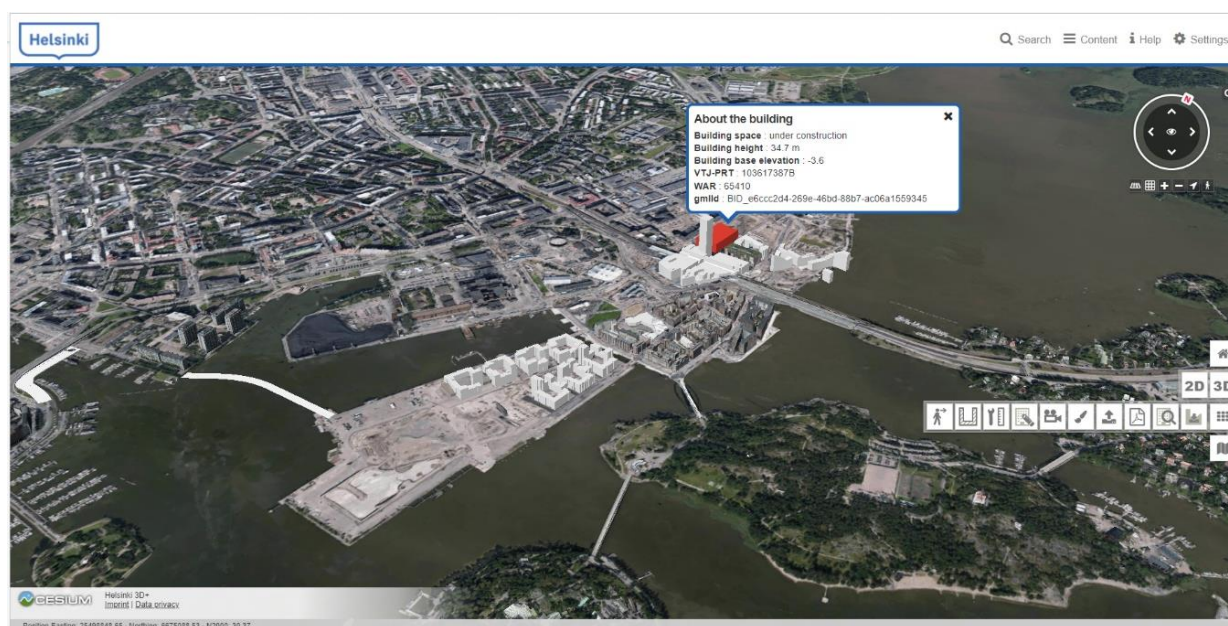 Helsinki
Search Content Help Settings
N
About the building
Building space : under construction
Building height : 34.7 m
Building base elevation : -3.6
VTJ-PRT : 103617387B
WAR : 65410
gmlId : BID_e6ccc2d4-269e-46bd-88b7-ac06a1559345
2D 3D
CESIUM
Helsinki 3D+
Imprint | Data privacy